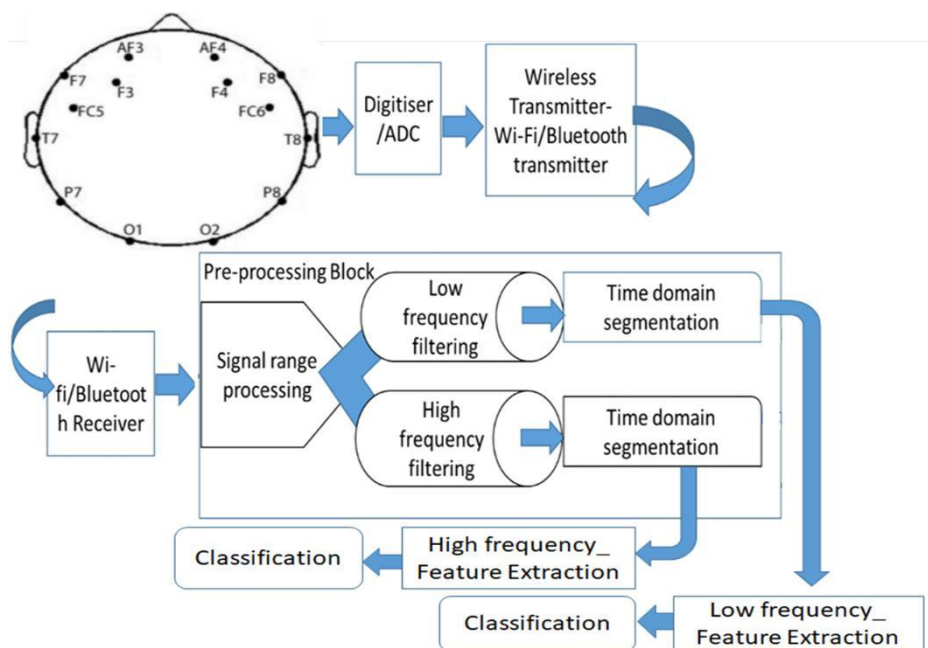 AF3 AF4
F7 F8
F3 F4
FC5 FC6
T7 T8
P7 P8
O1 O2
Digitiser
/ADC
Wireless
Transmitter-
Wi-Fi/Bluetooth
transmitter
Wi-
fi/Bluetoot
h Receiver
Pre-processing Block
Signal range
processing
Low
frequency
filtering
Time domain
segmentation
High
frequency
filtering
Time domain
segmentation
Classification
High frequency_
Feature Extraction
Classification
Low frequency_
Feature Extraction